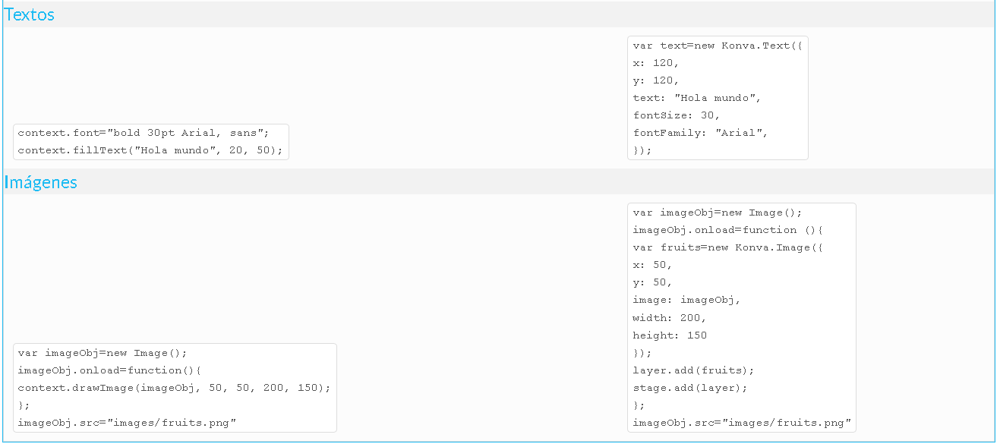 Textos
context.font="bold 30pt Arial, sans";
context.fillText("Hola mundo", 20, 50);
var text=new Konva.Text({
x: 120,
y: 120,
text: "Hola mundo",
fontSize: 30,
fontFamily: "Arial",
});
Imágenes
var imageObj=new Image();
imageObj.onload=function(){
context.drawImage(imageObj, 50, 50, 200, 150);
};
imageObj.src="images/fruits.png"
var imageObj=new Image();
imageObj.onload=function (){
var fruits=new Konva.Image({
x: 50,
y: 50,
image: imageObj,
width: 200,
height: 150
});
layer.add(fruits);
stage.add(layer);
};
imageObj.src="images/fruits.png"